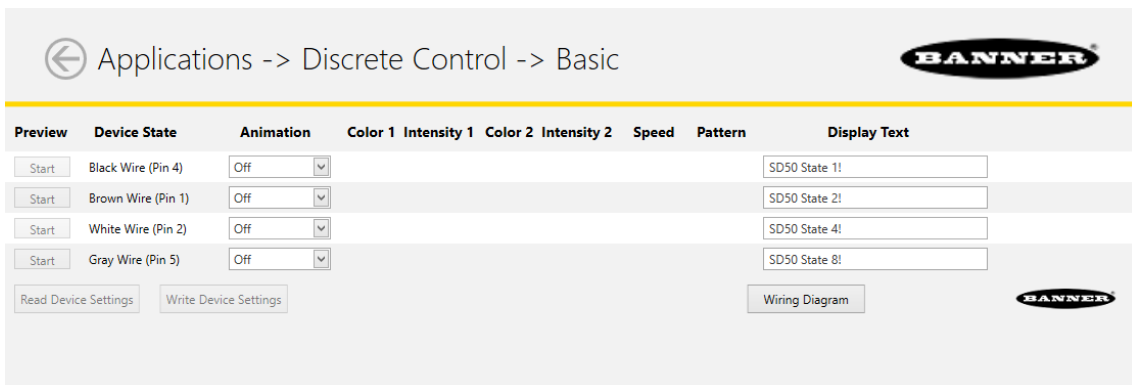 Applications -> Discrete Control -> Basic
BANNER
Preview Device State Animation Color 1 Intensity 1 Color 2 Intensity 2 Speed Pattern Display Text
Start Black Wire (Pin 4) Off SD50 State 1!
Start Brown Wire (Pin 1) Off SD50 State 2!
Start White Wire (Pin 2) Off SD50 State 4!
Start Gray Wire (Pin 5) Off SD50 State 8!
Read Device Settings Write Device Settings Wiring Diagram BANNER